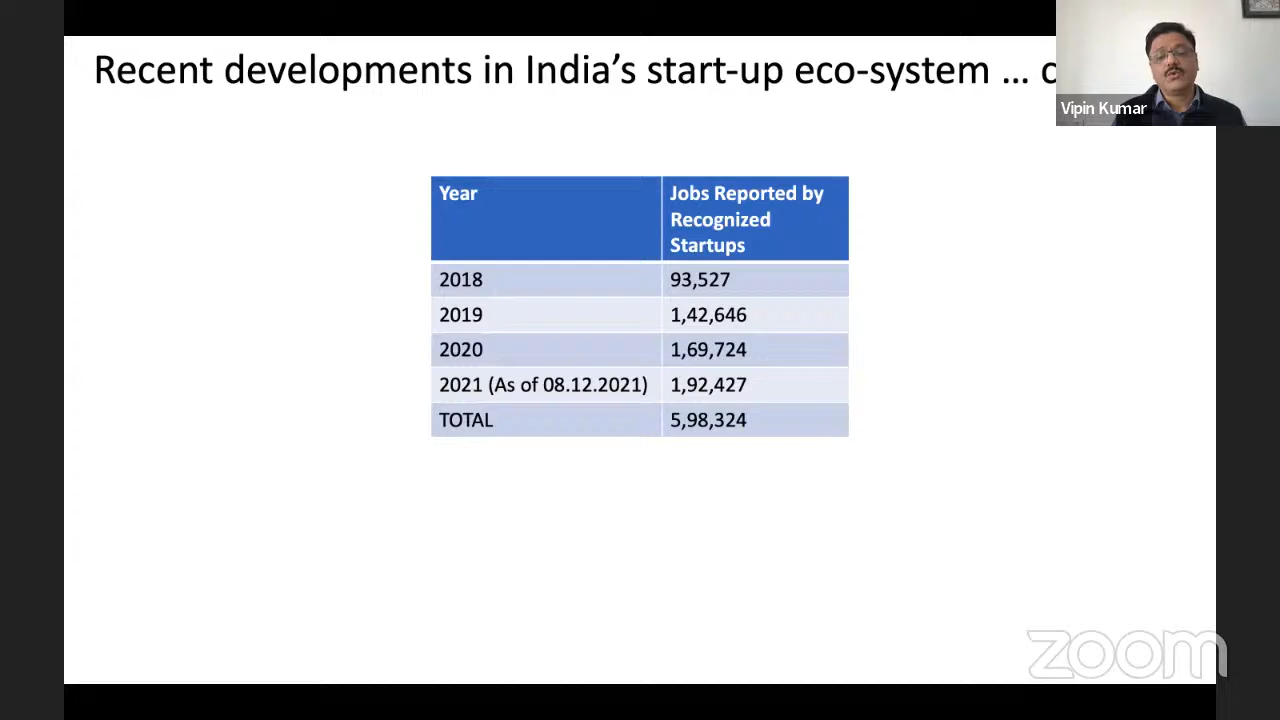 Recent developments in India’s start-up eco-system … c
Vipin Kumar
Year
Jobs Reported by
Recognized
Startups
2018 93,527
2019 1,42,646
2020 1,69,724
2021 (As of 08.12.2021) 1,92,427
TOTAL 5,98,324
zoom